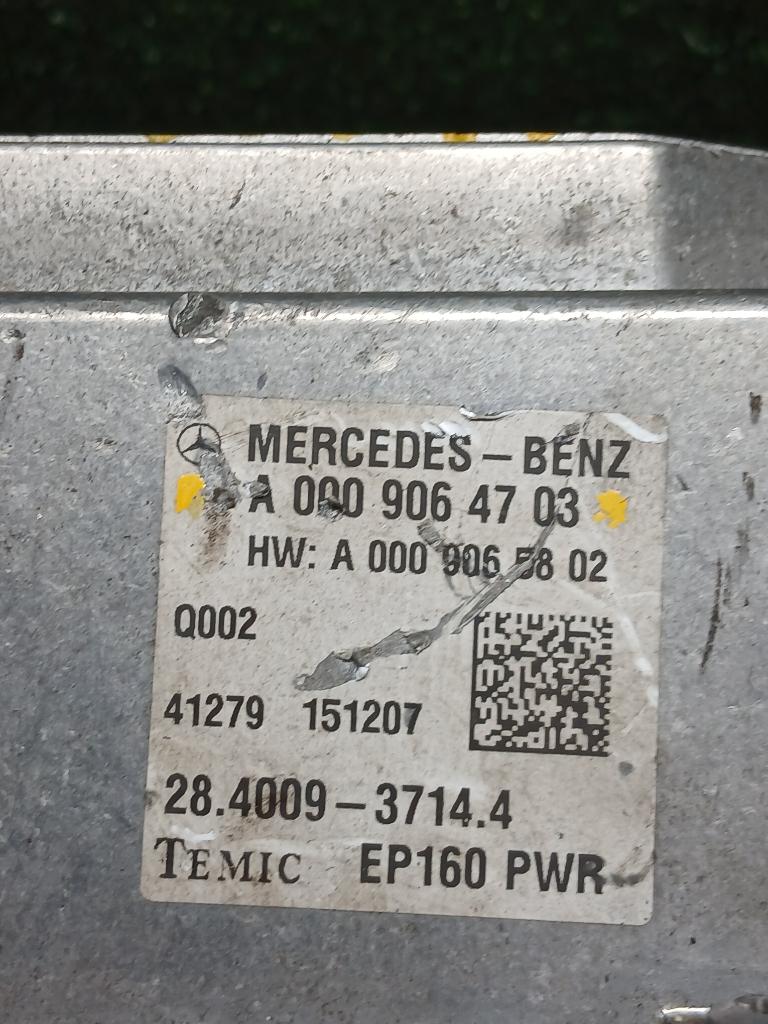 MERCEDES-BENZ
A 000 906 47 03
HW: A 000 906 58 02
Q002
41279 151207
28.4009-3714.4
TEMIC EP160 PWR